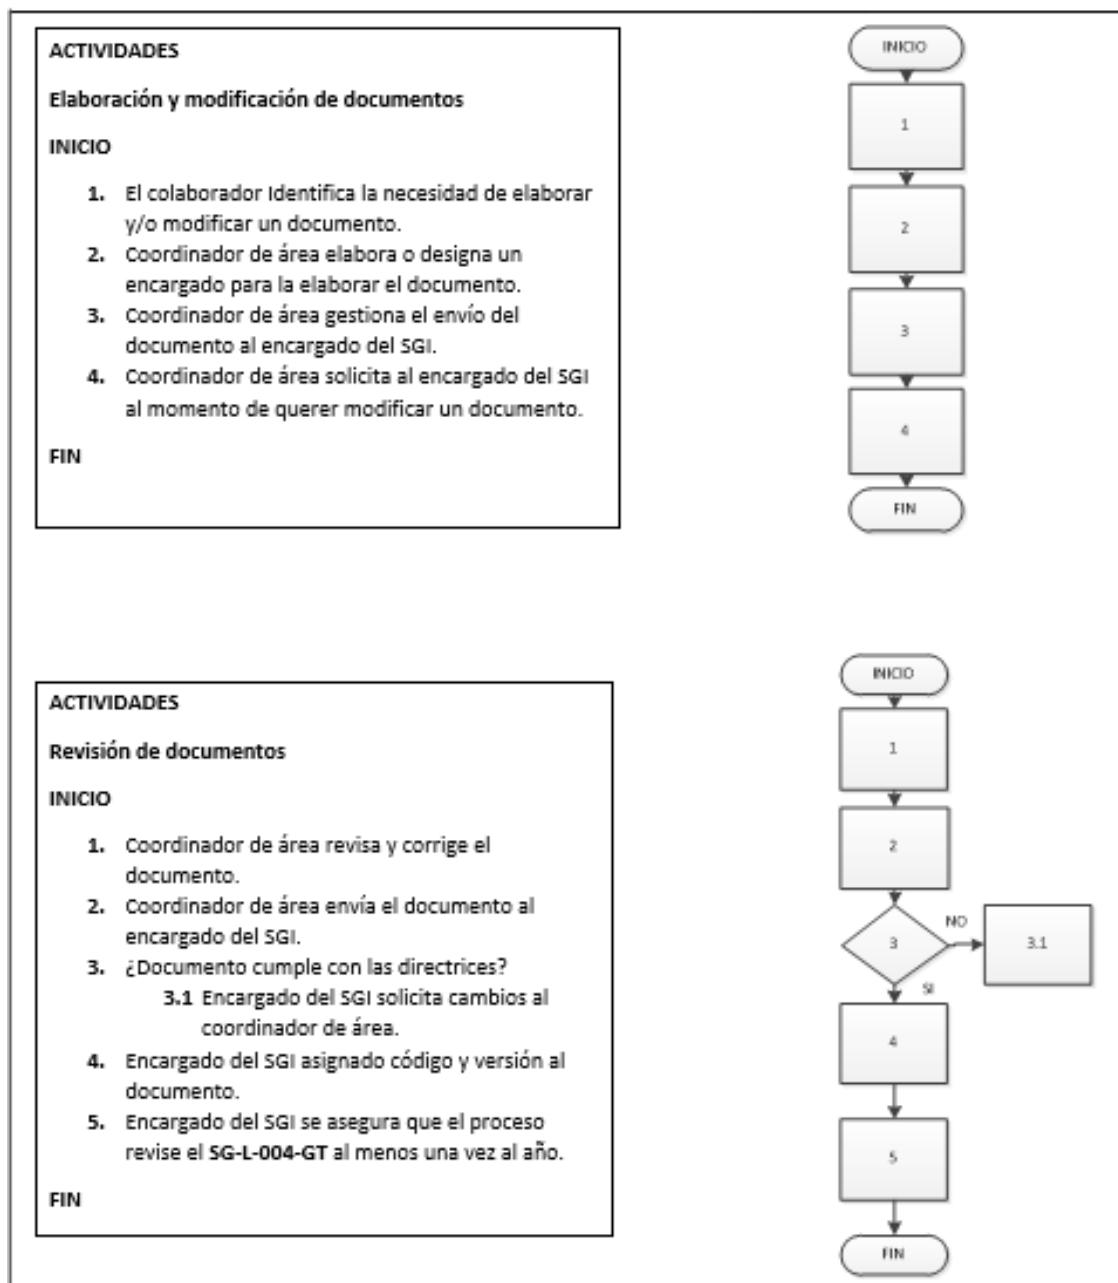 ACTIVIDADES
Elaboración y modificación de documentos
INICIO
1. El colaborador Identifica la necesidad de elaborar
y/o modificar un documento.
2. Coordinador de área elabora o designa un
encargado para la elaborar el documento.
3. Coordinador de área gestiona el envío del
documento al encargado del SGI.
4. Coordinador de área solicita al encargado del SGI
al momento de querer modificar un documento.
FIN
INICIO
1
2
3
4
FIN
ACTIVIDADES
Revisión de documentos
INICIO
1. Coordinador de área revisa y corrige el
documento.
2. Coordinador de área envía el documento al
encargado del SGI.
3. ¿Documento cumple con las directrices?
3.1 Encargado del SGI solicita cambios al
coordinador de área.
4. Encargado del SGI asignado código y versión al
documento.
5. Encargado del SGI se asegura que el proceso
revise el SG-L-004-GT al menos una vez al año.
FIN
INICIO
1
2
3
NO
3.1
SI
4
5
FIN